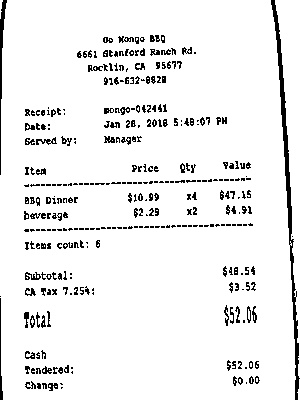 Go Mongo BBQ
6661 Stanford Ranch Rd.
Rocklin, CA 95677
916-632-8828
Receipt: mongo-042441
Date: Jan 28, 2018 5:48:07 PM
Served by: Manager
Item Price Qty Value
BBQ Dinner $10.99 x4 $47.15
beverage $2.29 x2 $4.91
Items count: 6
Subtotal: $48.54
CA Tax 7.25%: $3.52
Total $52.06
Cash
Tendered: $52.06
Change: $0.00